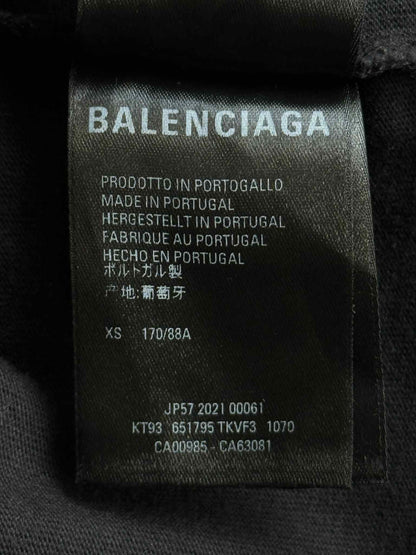 BALENCIAGA
PRODOTTO IN PORTOGALLO
MADE IN PORTUGAL
HERGESTELLT IN PORTUGAL
FABRIQUE AU PORTUGAL
HECHO EN PORTUGAL
ポルトガル製
产地:葡萄牙
XS 170/88A
JP57 2021 00061
KT93 651795 TKVF3 1070
CA00985 - CA63081